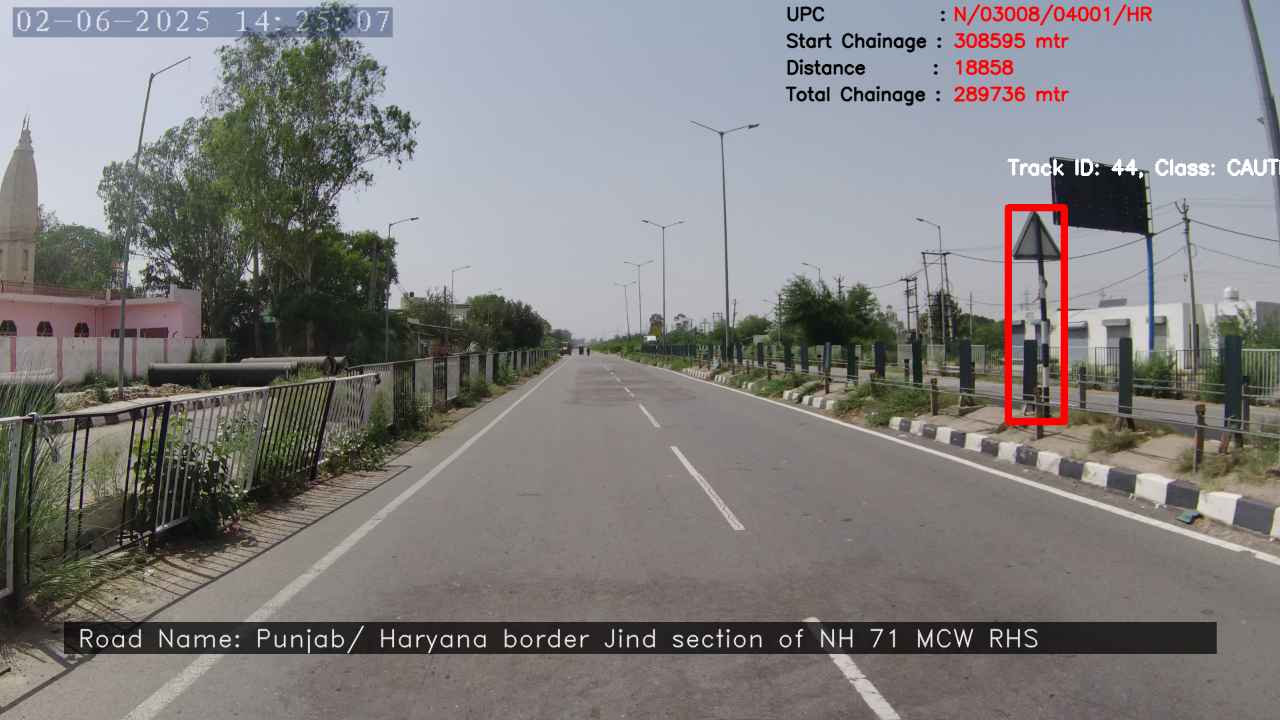 02-06-2025 14:25:07
UPC : N/03008/04001/HR
Start Chainage : 308595 mtr
Distance : 18858
Total Chainage : 289736 mtr
Track ID: 44, Class: CAUT
Road Name: Punjab/ Haryana border Jind section of NH 71 MCW RHS